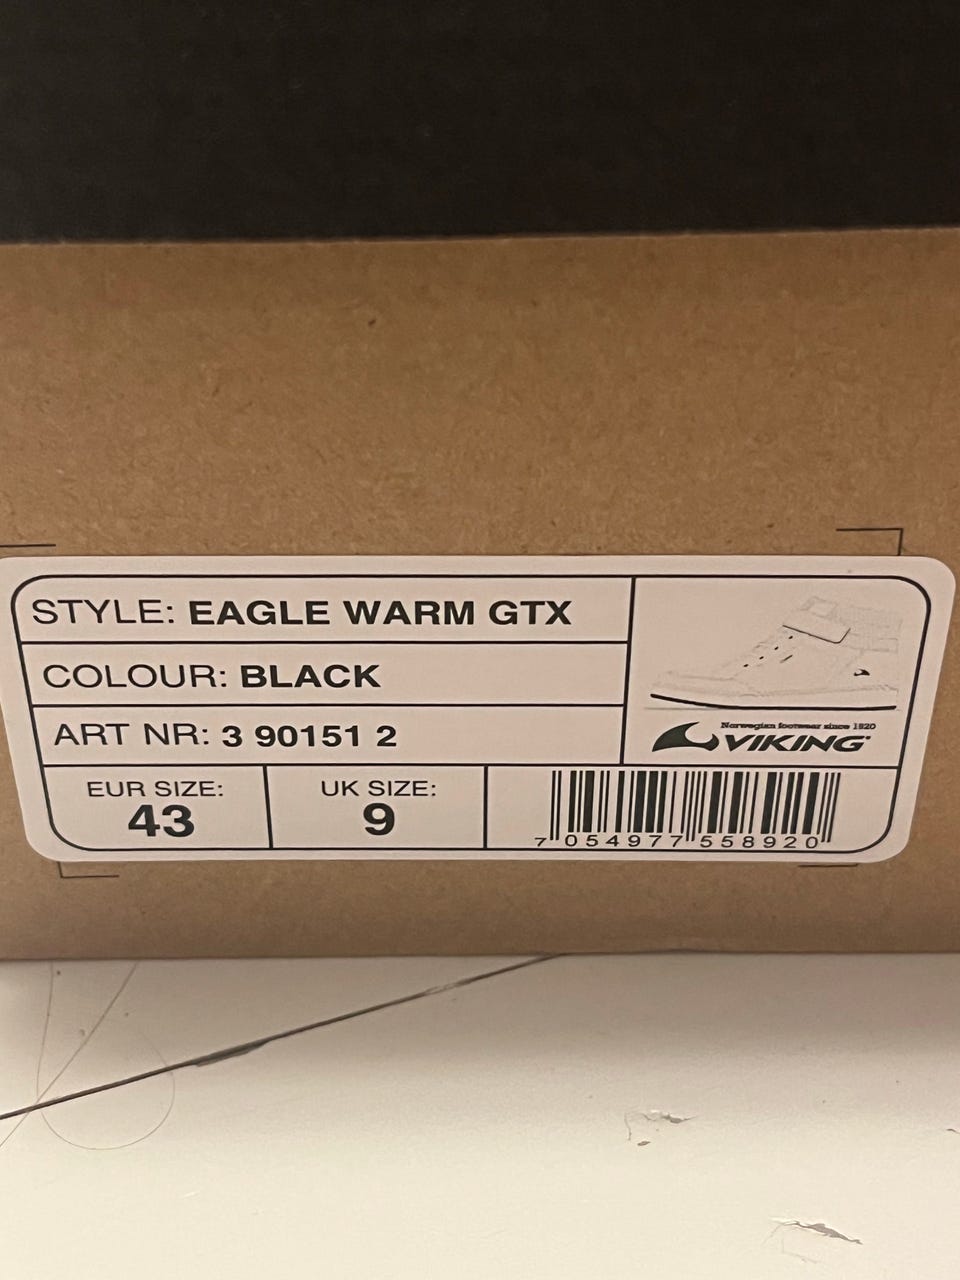 STYLE: EAGLE WARM GTX
COLOUR: BLACK
ART NR: 3 90151 2
Norwegian footwear since 1920
VIKING
EUR SIZE:
43
UK SIZE:
9
7 054977 558920